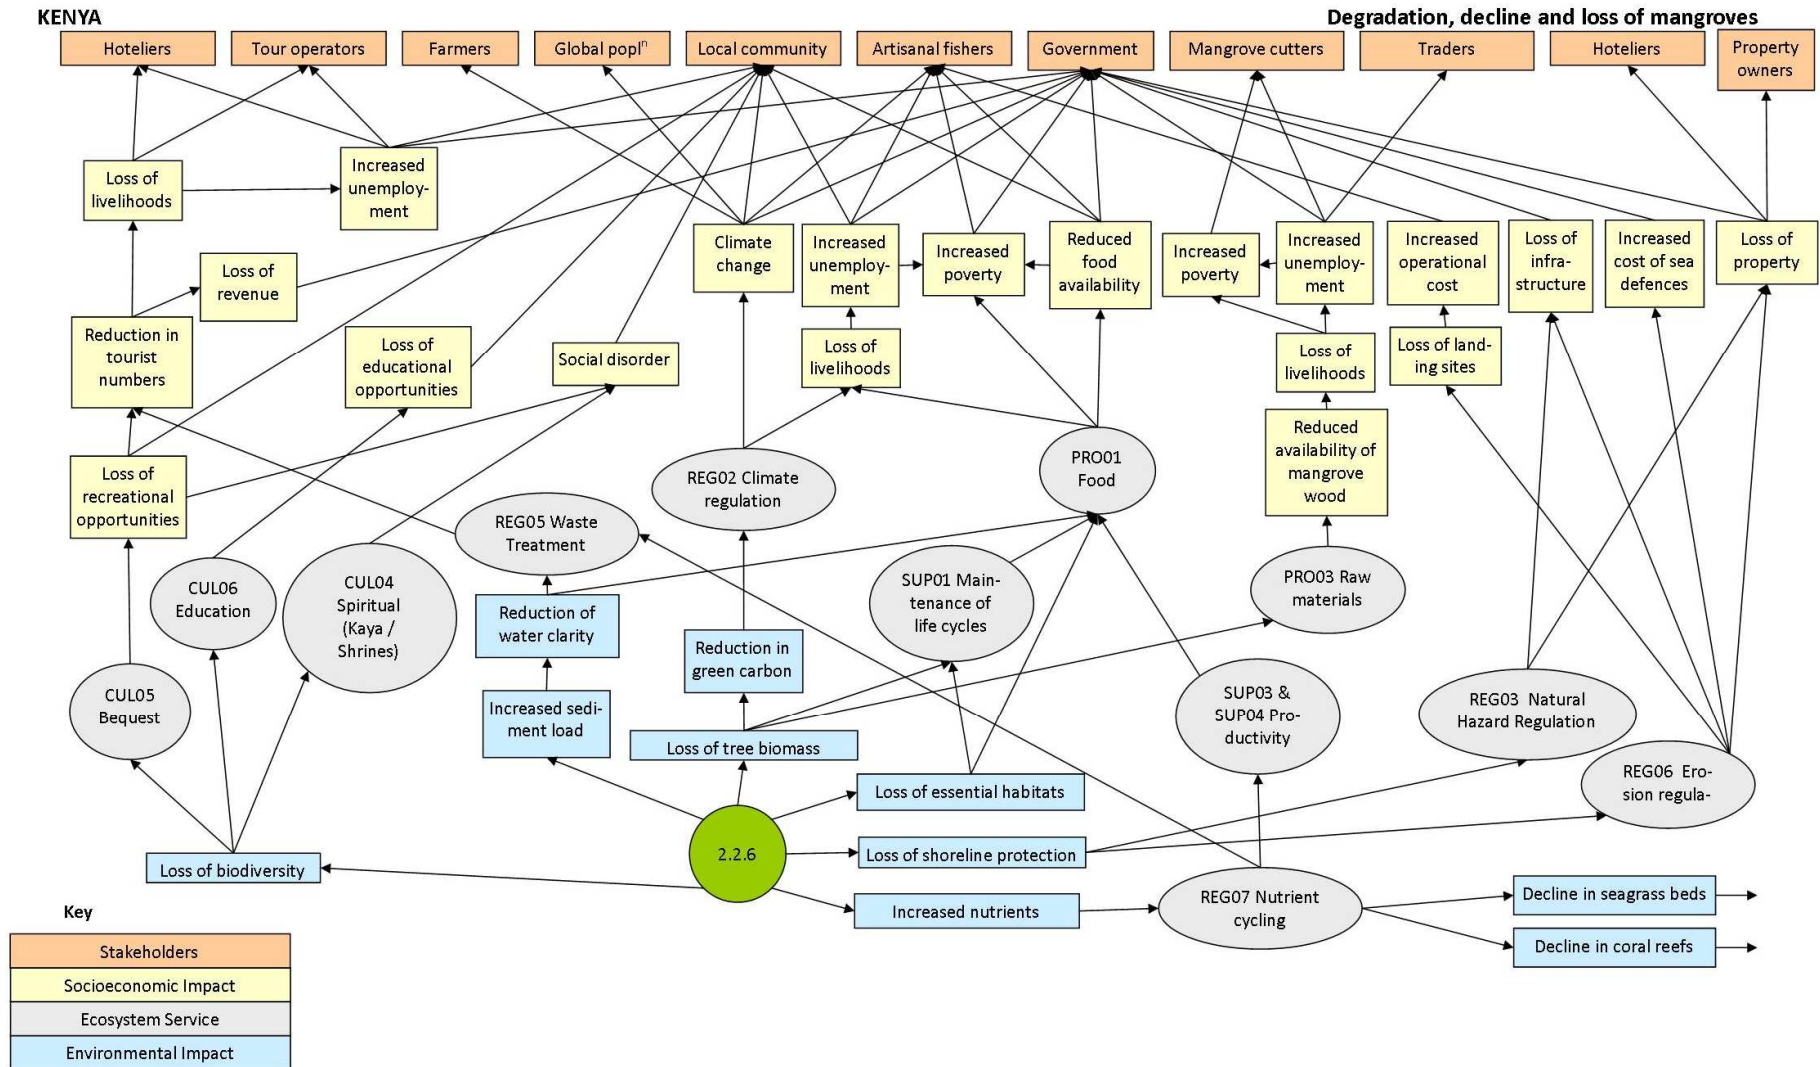 KENYA
Degradation, decline and loss of mangroves
Hoteliers
Tour operators
Farmers
Global poplⁿ
Local community
Artisanal fishers
Government
Mangrove cutters
Traders
Hoteliers
Property
owners
Loss of
livelihoods
Increased
unemploy-
ment
Loss of
revenue
Climate
change
Increased
unemploy-
ment
Increased
poverty
Reduced
food
availability
Increased
poverty
Increased
unemploy-
ment
Increased
operational
cost
Loss of
infra-
structure
Increased
cost of sea
defences
Loss of
property
Reduction in
tourist
numbers
Loss of
educational
opportunities
Social disorder
Loss of
livelihoods
Loss of
livelihoods
Loss of land-
ing sites
Loss of
recreational
opportunities
REG02 Climate
regulation
PRO01
Food
Reduced
availability of
mangrove
wood
REG05 Waste
Treatment
CUL06
Education
CUL04
Spiritual
(Kaya /
Shrines)
SUP01 Main-
tenance of
life cycles
PRO03 Raw
materials
Reduction of
water clarity
Reduction in
green carbon
CUL05
Bequest
Increased sedi-
ment load
SUP03 &
SUP04 Pro-
ductivity
REG03  Natural
Hazard Regulation
Loss of tree biomass
REG06  Ero-
sion regula-
Loss of essential habitats
2.2.6
Loss of shoreline protection
Loss of biodiversity
Increased nutrients
REG07 Nutrient
cycling
Decline in seagrass beds
Decline in coral reefs
Key
Stakeholders
Socioeconomic Impact
Ecosystem Service
Environmental Impact